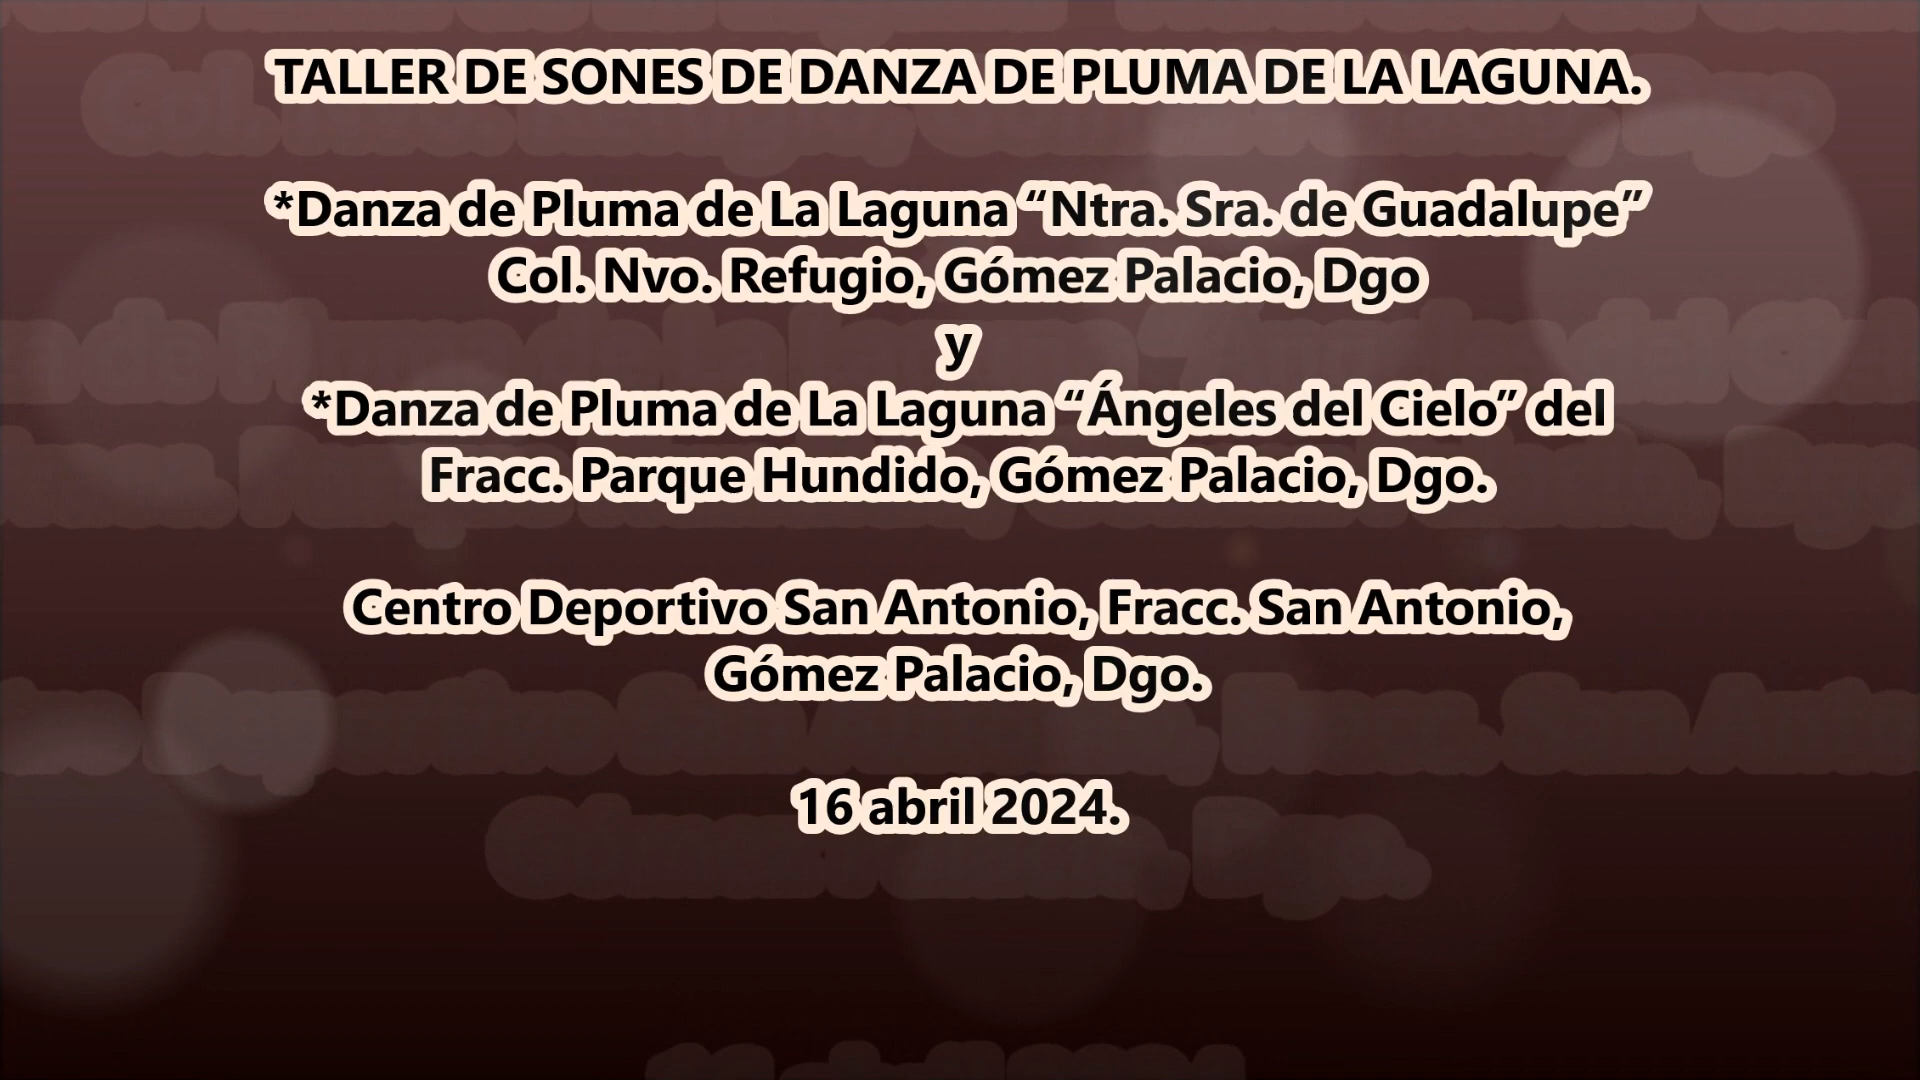 TALLER DE SONES DE DANZA DE PLUMA DE LA LAGUNA.
*Danza de Pluma de La Laguna “Ntra. Sra. de Guadalupe”
Col. Nvo. Refugio, Gómez Palacio, Dgo
y
*Danza de Pluma de La Laguna “Ángeles del Cielo” del
Fracc. Parque Hundido, Gómez Palacio, Dgo.
Centro Deportivo San Antonio, Fracc. San Antonio,
Gómez Palacio, Dgo.
16 abril 2024.